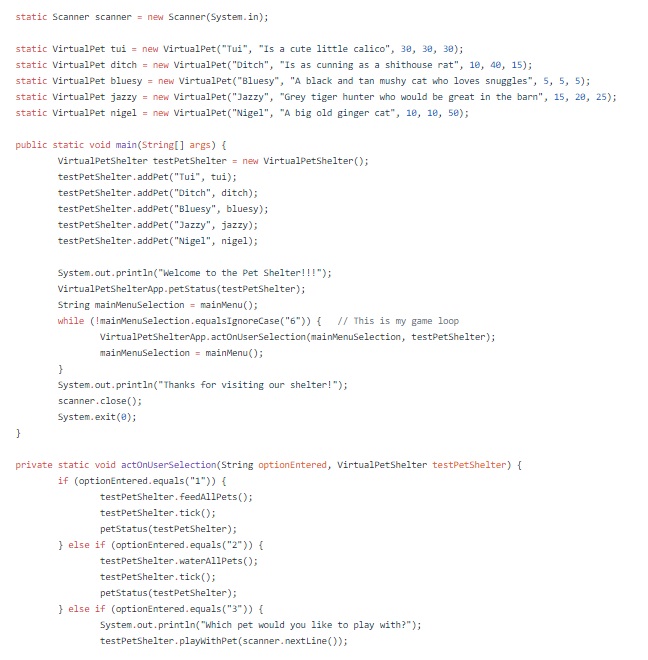 static Scanner scanner = new Scanner(System.in);
static VirtualPet tui = new VirtualPet("Tui", "Is a cute little calico", 30, 30, 30);
static VirtualPet ditch = new VirtualPet("Ditch", "Is as cunning as a shithouse rat", 10, 40, 15);
static VirtualPet bluesy = new VirtualPet("Bluesy", "A black and tan mushy cat who loves snuggles", 5, 5, 5);
static VirtualPet jazzy = new VirtualPet("Jazzy", "Grey tiger hunter who would be great in the barn", 15, 20, 25);
static VirtualPet nigel = new VirtualPet("Nigel", "A big old ginger cat", 10, 10, 50);
public static void main(String[] args) {
VirtualPetShelter testPetShelter = new VirtualPetShelter();
testPetShelter.addPet("Tui", tui);
testPetShelter.addPet("Ditch", ditch);
testPetShelter.addPet("Bluesy", bluesy);
testPetShelter.addPet("Jazzy", jazzy);
testPetShelter.addPet("Nigel", nigel);
System.out.println("Welcome to the Pet Shelter!!!");
VirtualPetShelterApp.petStatus(testPetShelter);
String mainMenuSelection = mainMenu();
while (!mainMenuSelection.equalsIgnoreCase("6")) { // This is my game loop
VirtualPetShelterApp.actOnUserSelection(mainMenuSelection, testPetShelter);
mainMenuSelection = mainMenu();
}
System.out.println("Thanks for visiting our shelter!");
scanner.close();
System.exit(0);
}
private static void actOnUserSelection(String optionEntered, VirtualPetShelter testPetShelter) {
if (optionEntered.equals("1")) {
testPetShelter.feedAllPets();
testPetShelter.tick();
petStatus(testPetShelter);
} else if (optionEntered.equals("2")) {
testPetShelter.waterAllPets();
testPetShelter.tick();
petStatus(testPetShelter);
} else if (optionEntered.equals("3")) {
System.out.println("Which pet would you like to play with?");
testPetShelter.playWithPet(scanner.nextLine());